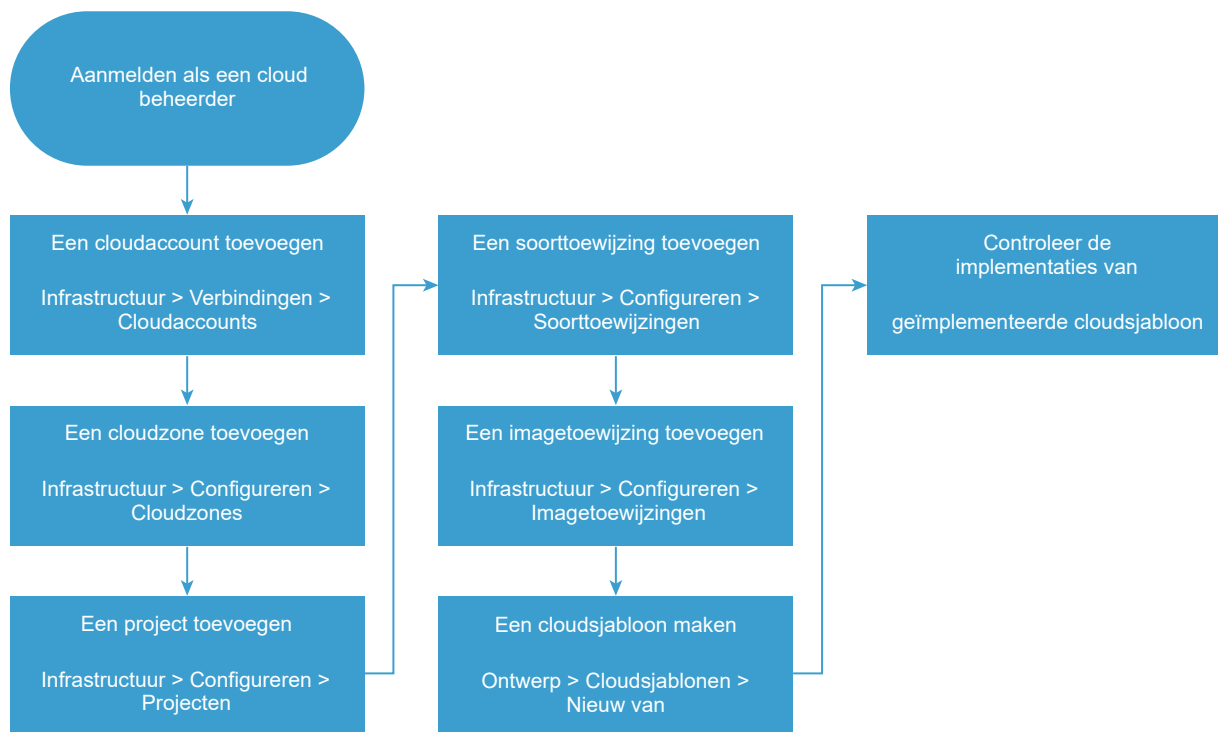 Aanmelden als een cloud
beheerder
Een cloudaccount toevoegen
Infrastructuur > Verbindingen >
Cloudaccounts
Een cloudzone toevoegen
Infrastructuur > Configureren >
Cloudzones
Een project toevoegen
Infrastructuur > Configureren >
Projecten
Een soorttoewijzing toevoegen
Infrastructuur > Configureren >
Soorttoewijzingen
Een imagetoewijzing toevoegen
Infrastructuur > Configureren >
Imagetoewijzingen
Een cloudsjabloon maken
Ontwerp > Cloudsjablonen >
Nieuw van
Controleer de
implementaties van
geïmplementeerde cloudsjabloon